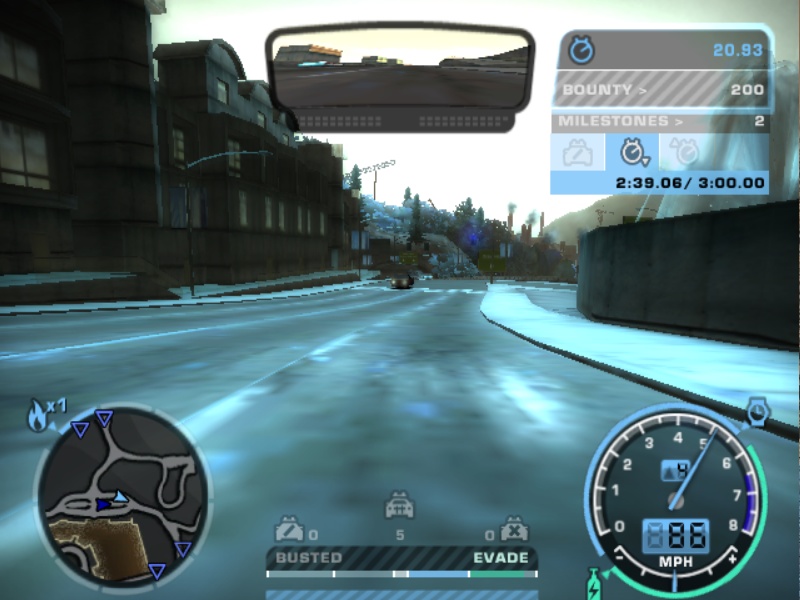 20.93
BOUNTY > 200
MILESTONES > 2
2:39.06/ 3:00.00
x1
0 5 0
BUSTED EVADE
0 1 2 3 4 5 6 7 8
4
86
MPH
- +